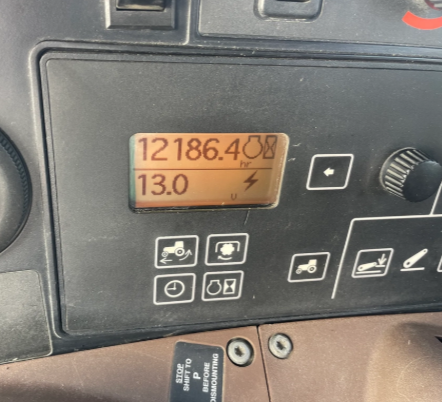 12186.4
hr
13.0
U
STOP
SHIFT TO
P
BEFORE
DISMOUNTING